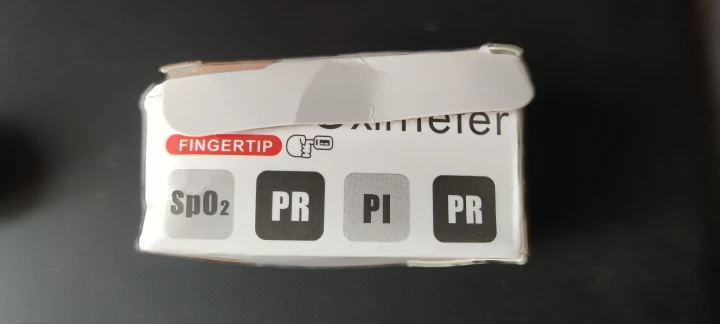 Oximeter
FINGERTIP
SpO₂ PR PI PR